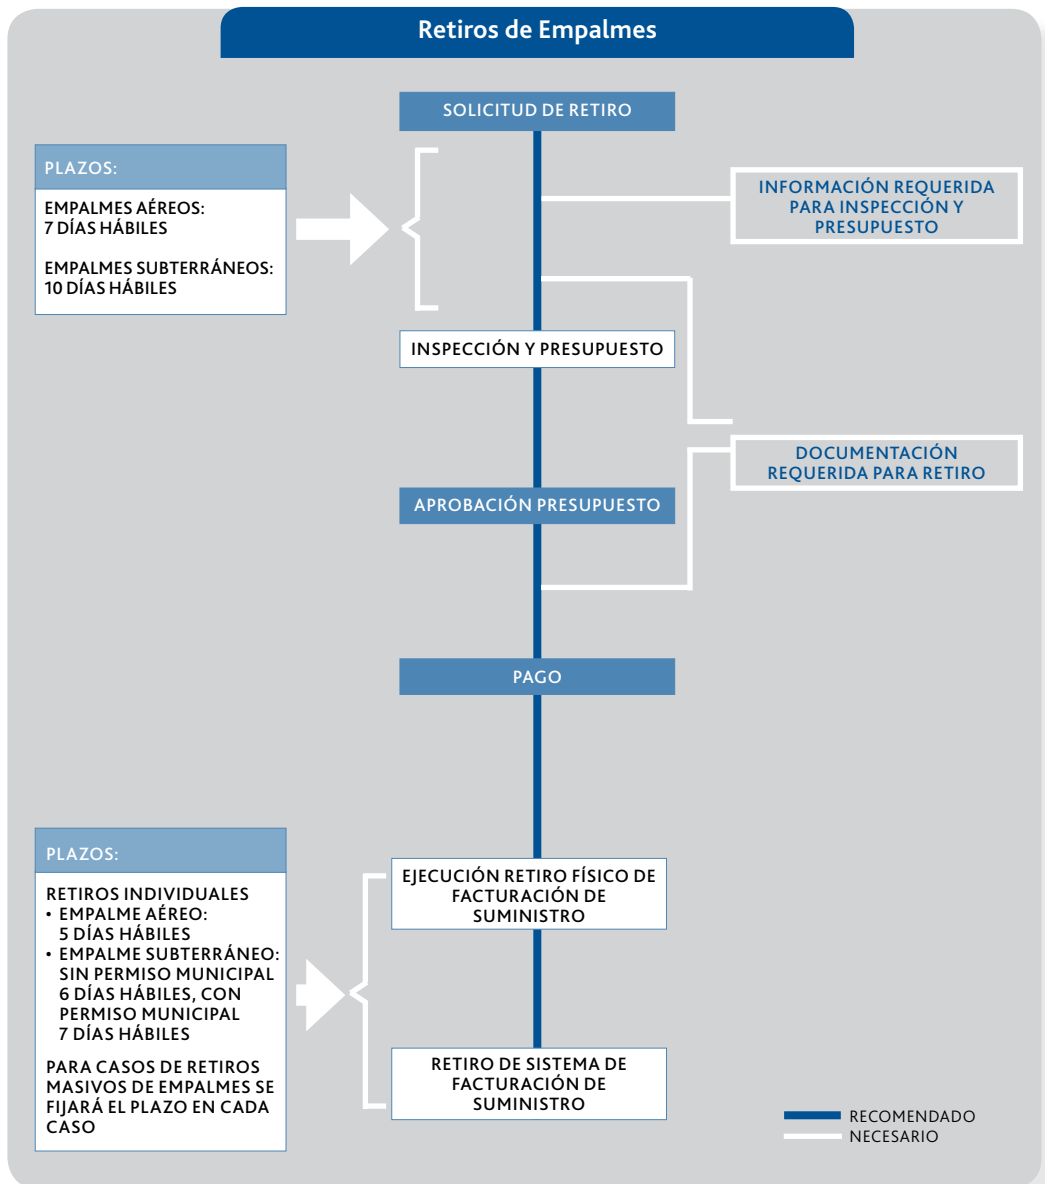 Retiros de Empalmes
SOLICITUD DE RETIRO
PLAZOS:
EMPALMES AÉREOS:
7 DÍAS HÁBILES
EMPALMES SUBTERRÁNEOS:
10 DÍAS HÁBILES
INFORMACIÓN REQUERIDA
PARA INSPECCIÓN Y
PRESUPUESTO
INSPECCIÓN Y PRESUPUESTO
DOCUMENTACIÓN
REQUERIDA PARA RETIRO
APROBACIÓN PRESUPUESTO
PAGO
PLAZOS:
RETIROS INDIVIDUALES
• EMPALME AÉREO:
5 DÍAS HÁBILES
• EMPALME SUBTERRÁNEO:
SIN PERMISO MUNICIPAL
6 DÍAS HÁBILES, CON
PERMISO MUNICIPAL
7 DÍAS HÁBILES
PARA CASOS DE RETIROS
MASIVOS DE EMPALMES SE
FIJARÁ EL PLAZO EN CADA
CASO
EJECUCIÓN RETIRO FÍSICO DE
FACTURACIÓN DE
SUMINISTRO
RETIRO DE SISTEMA DE
FACTURACIÓN DE
SUMINISTRO
RECOMENDADO
NECESARIO